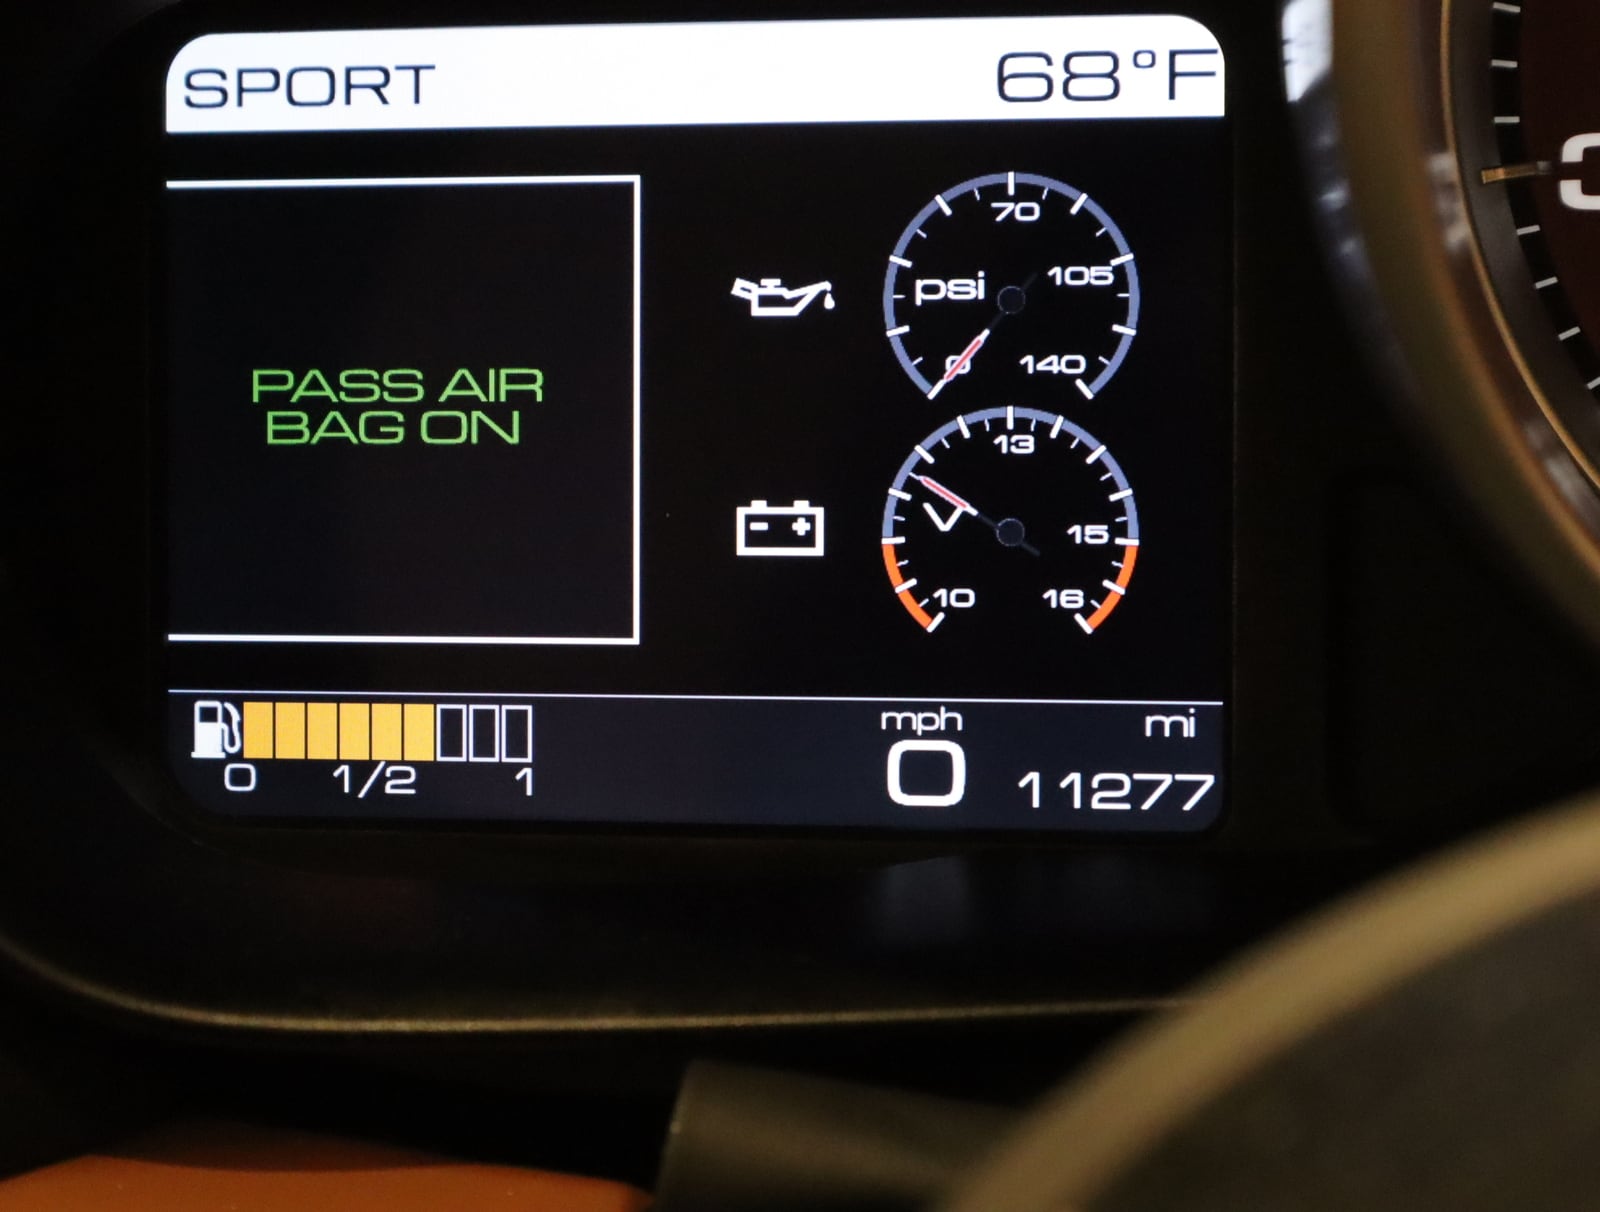 SPORT 68°F
PASS AIR
BAG ON
70
psi 105
0 140
13
V 15
10 16
mph mi
0 11277
0 1/2 1